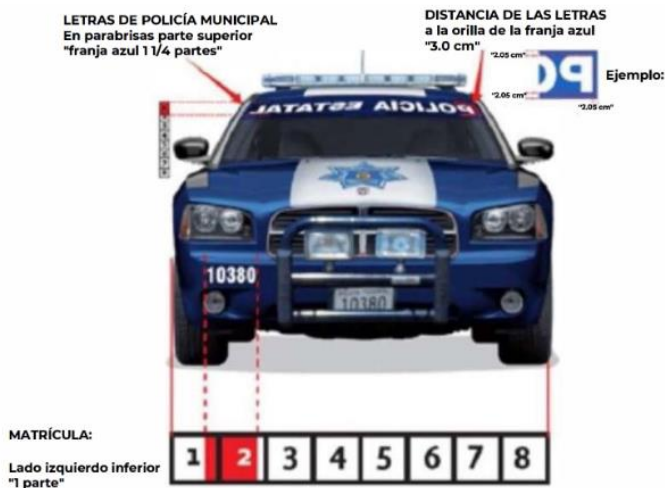 LETRAS DE POLICÍA MUNICIPAL
En parabrisas parte superior
"franja azul 1 1/4 partes"
DISTANCIA DE LAS LETRAS
a la orilla de la franja azul
"3.0 cm"
"2.05 cm"
PO
Ejemplo:
"2.05 cm"
"2.05 cm"
POLICIA ESTATAL
10380
10380
MATRÍCULA:
1 2 3 4 5 6 7 8
Lado izquierdo inferior
"1 parte"